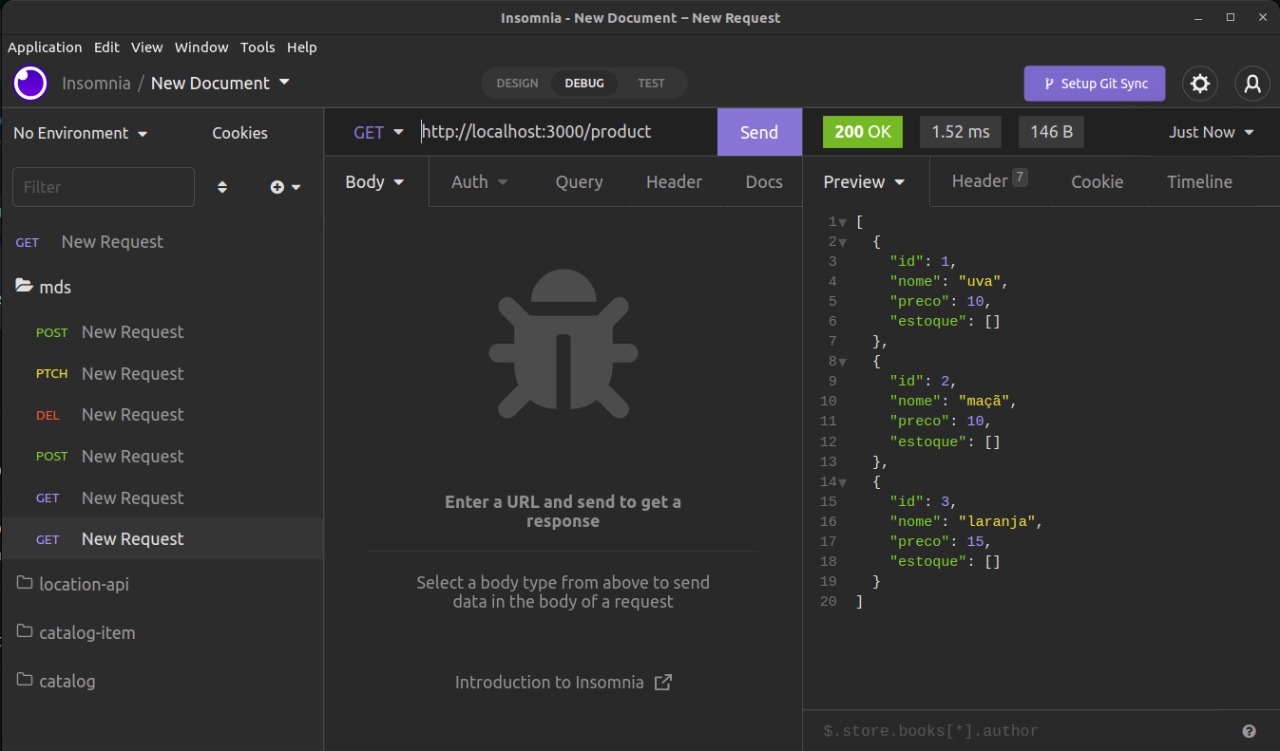 Insomnia - New Document – New Request
Application Edit View Window Tools Help
Insomnia / New Document
DESIGN DEBUG TEST
Setup Git Sync
No Environment Cookies
Filter
GET New Request
mds
POST New Request
PTCH New Request
DEL New Request
POST New Request
GET New Request
GET New Request
location-api
catalog-item
catalog
GET http://localhost:3000/product Send
Body Auth Query Header Docs
Enter a URL and send to get a
response
Select a body type from above to send
data in the body of a request
Introduction to Insomnia
200 OK 1.52 ms 146 B Just Now
Preview Header 7 Cookie Timeline
1 [
2 {
3 "id": 1,
4 "nome": "uva",
5 "preco": 10,
6 "estoque": []
7 },
8 {
9 "id": 2,
10 "nome": "maçã",
11 "preco": 10,
12 "estoque": []
13 },
14 {
15 "id": 3,
16 "nome": "laranja",
17 "preco": 15,
18 "estoque": []
19 }
20 ]
$.store.books[*].author